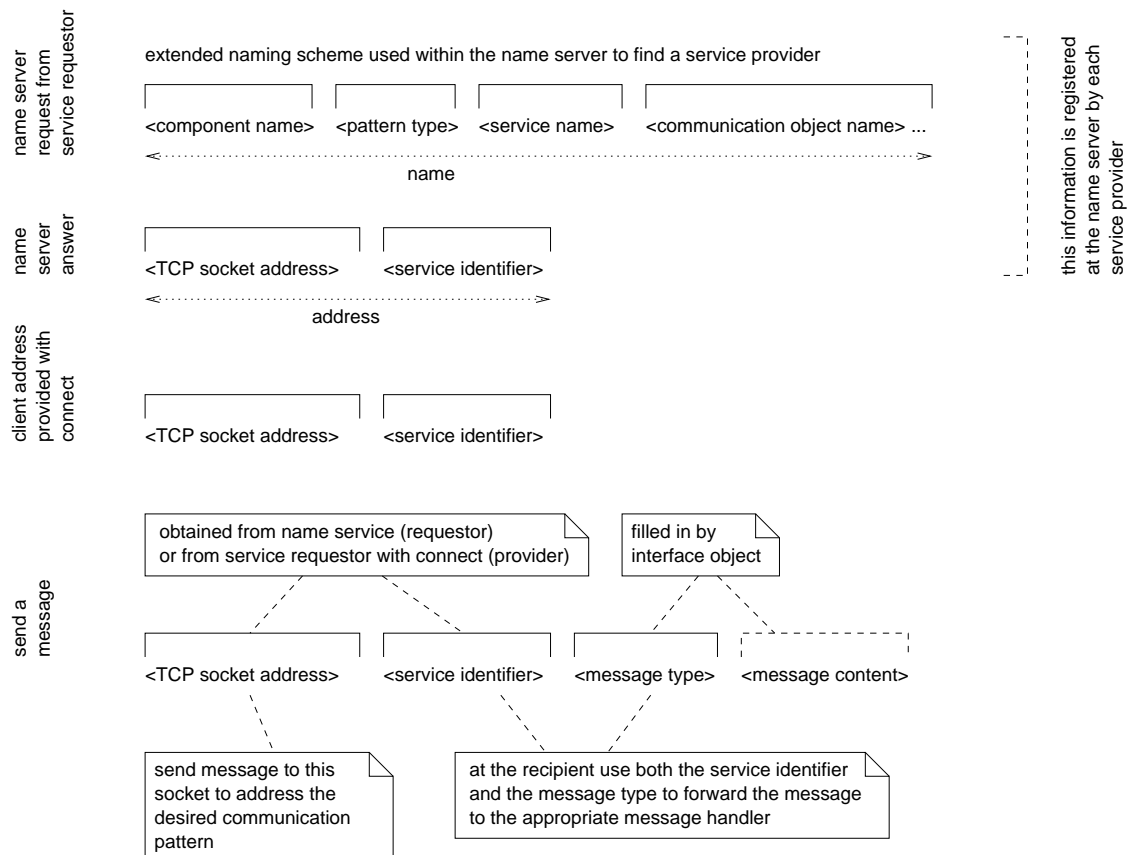 name server
request from
service requestor
extended naming scheme used within the name server to find a service provider
<component name> <pattern type> <service name> <communication object name> ...
name
this information is registered
at the name server by each
service provider
name
server
answer
<TCP socket address> <service identifier>
address
client address
provided with
connect
<TCP socket address> <service identifier>
send a
message
obtained from name service (requestor)
or from service requestor with connect (provider)
filled in by
interface object
<TCP socket address> <service identifier> <message type> <message content>
send message to this
socket to address the
desired communication
pattern
at the recipient use both the service identifier
and the message type to forward the message
to the appropriate message handler